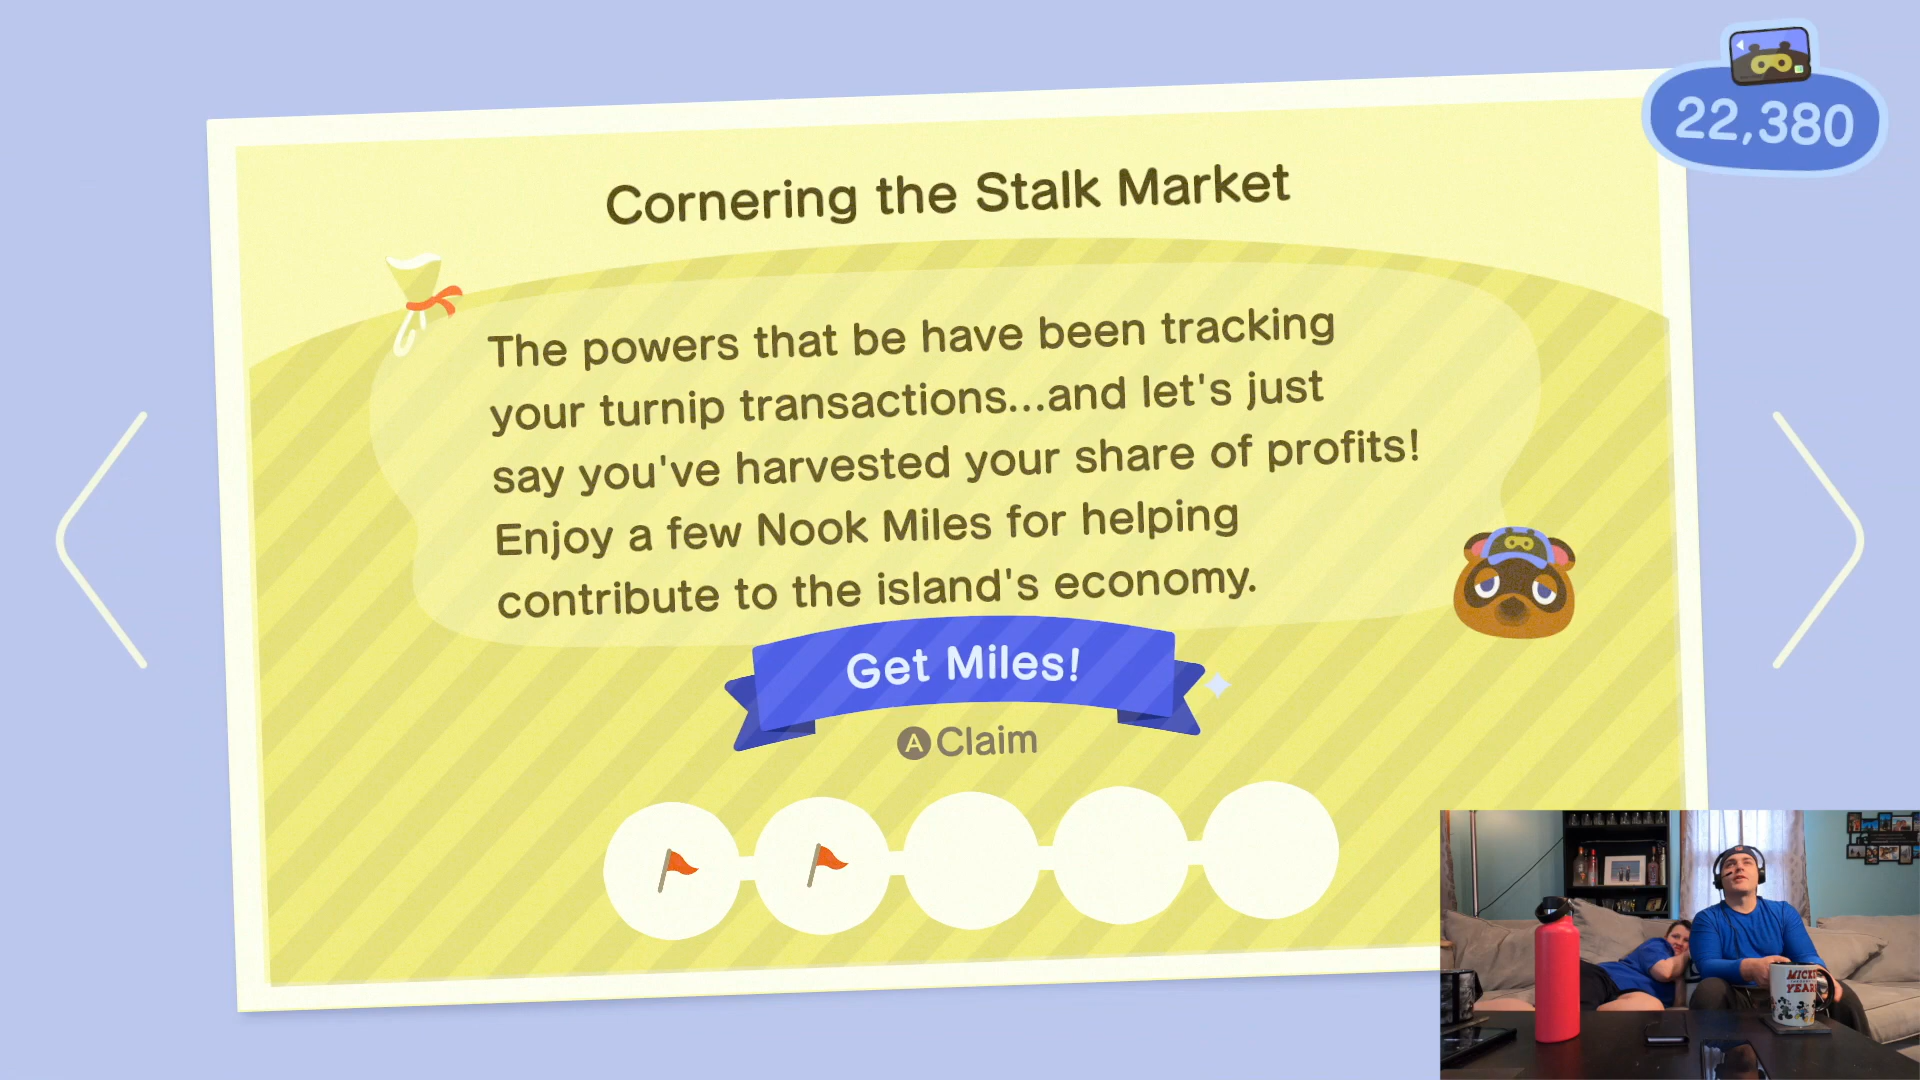 22,380
Cornering the Stalk Market
The powers that be have been tracking
your turnip transactions...and let's just
say you've harvested your share of profits!
Enjoy a few Nook Miles for helping
contribute to the island's economy.
Get Miles!
A Claim
YEAR